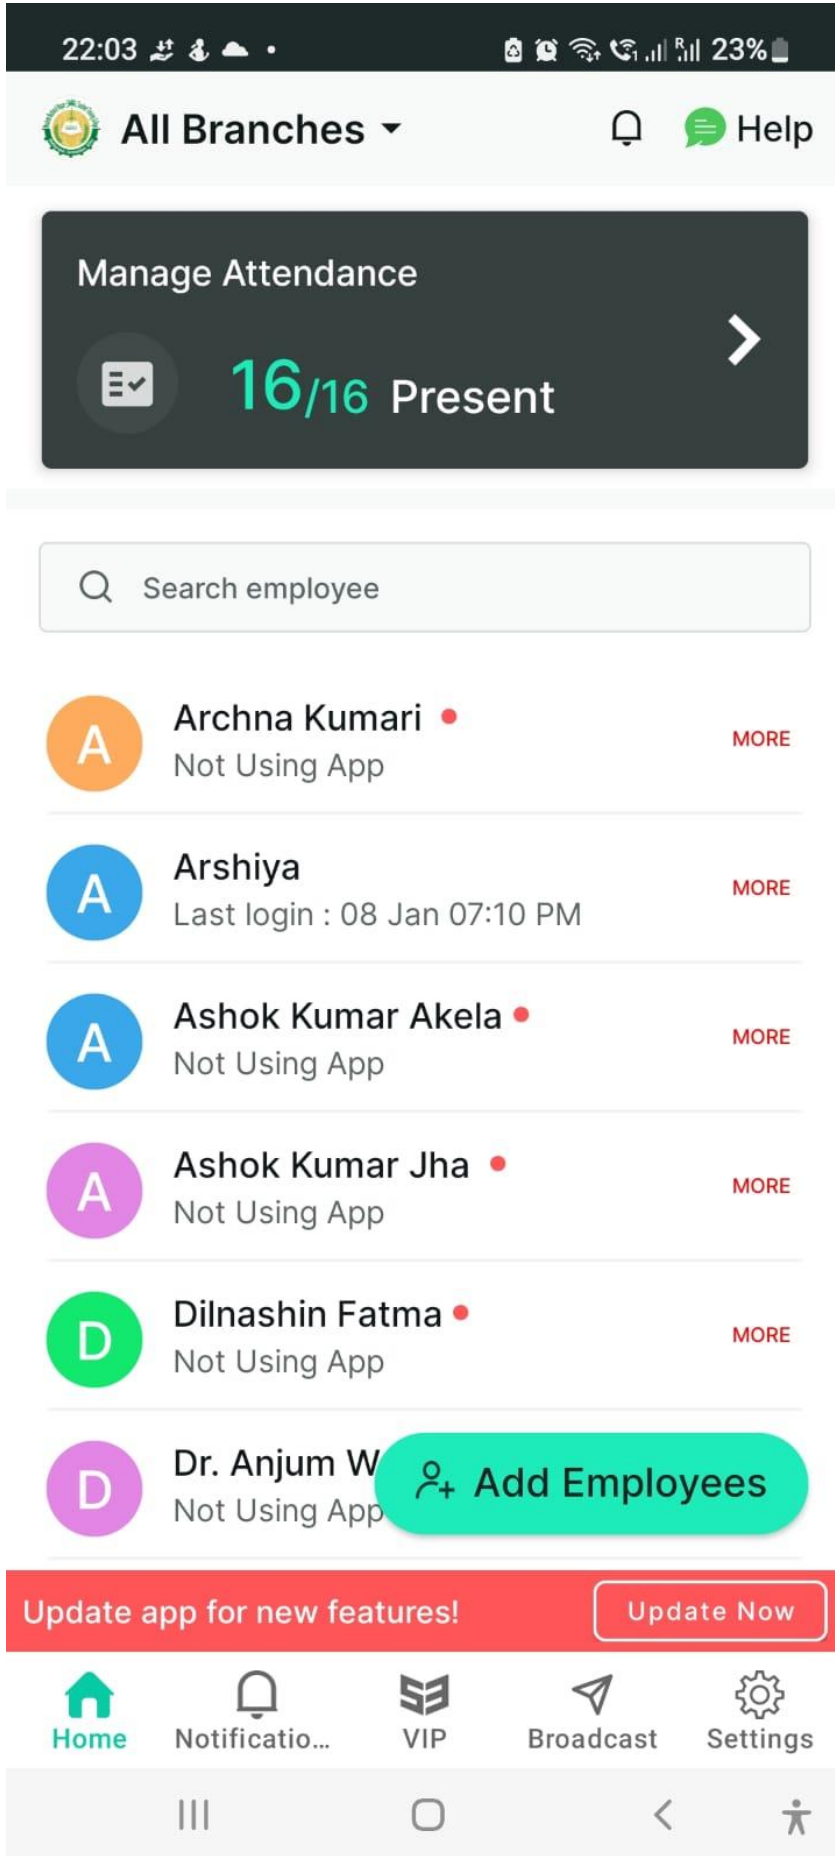 22:03
R
23%
All Branches
Help
Manage Attendance
16/16 Present
Search employee
A
Archna Kumari
Not Using App
MORE
A
Arshiya
Last login : 08 Jan 07:10 PM
MORE
A
Ashok Kumar Akela
Not Using App
MORE
A
Ashok Kumar Jha
Not Using App
MORE
D
Dilnashin Fatma
Not Using App
MORE
D
Dr. Anjum W
Not Using App
Add Employees
Update app for new features!
Update Now
Home
Notificatio...
VIP
Broadcast
Settings